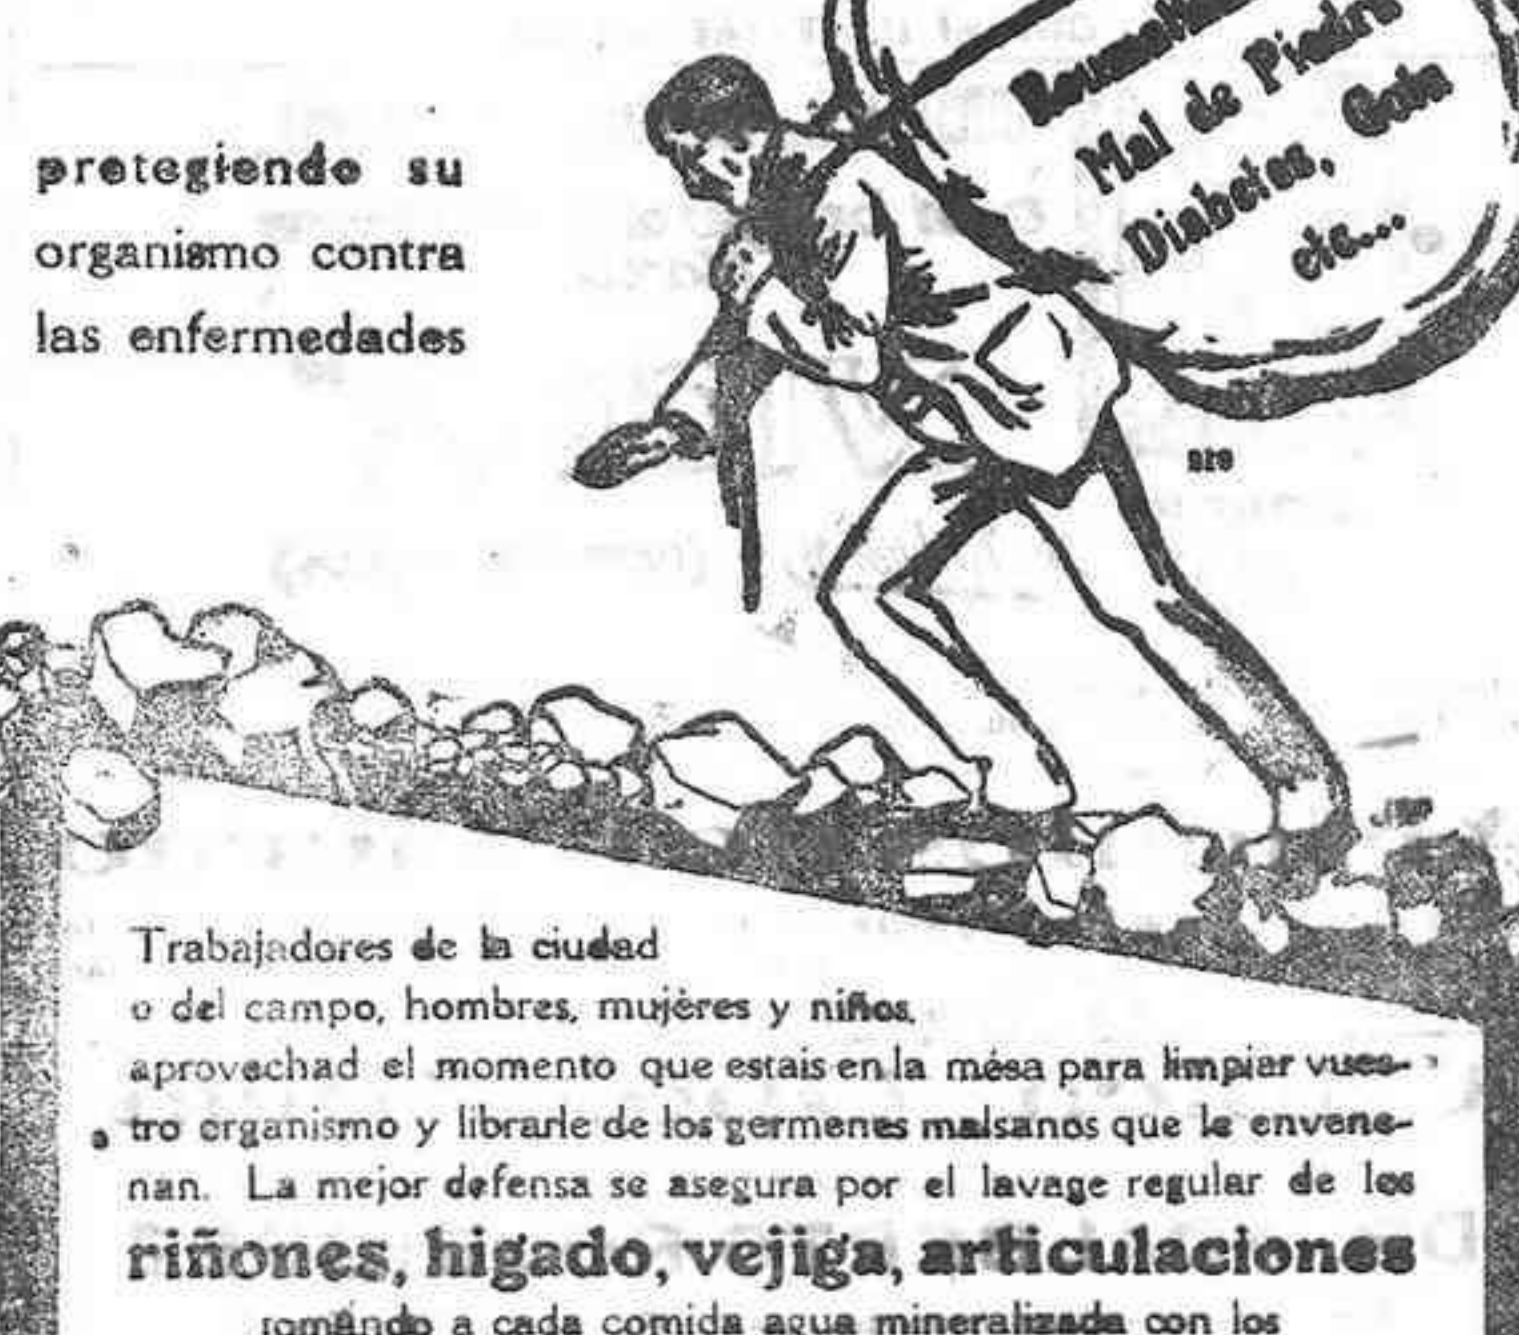 Reumatis
Mal de Piedra
Diabetes, Gota
etc...
protegiendo su
organismo contra
las enfermedades
Trabajadores de la ciudad
o del campo, hombres, mujéres y niños,
aprovechad el momento que estais en la mésa para limpiar vues-
tro organismo y librarle de los germenes malsanos que le envene-
nan. La mejor defensa se asegura por el lavage regular de los
riñones, higado, vejiga, articulaciones
tomando a cada comida agua mineralizada con los